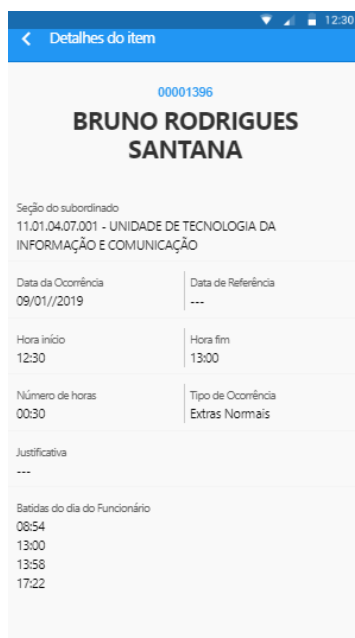 12:30
Detalhes do item
00001396
BRUNO RODRIGUES
SANTANA
Seção do subordinado
11.01.04.07.001 - UNIDADE DE TECNOLOGIA DA
INFORMAÇÃO E COMUNICAÇÃO
Data da Ocorrência
09/01//2019
Data de Referência
---
Hora início
12:30
Hora fim
13:00
Número de horas
00:30
Tipo de Ocorrência
Extras Normais
Justificativa
---
Batidas do dia do Funcionário
08:54
13:00
13:58
17:22